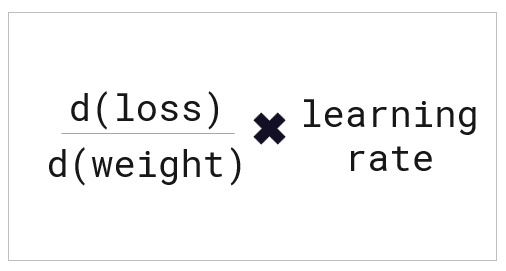 d(loss)
d(weight)
✖
learning
rate